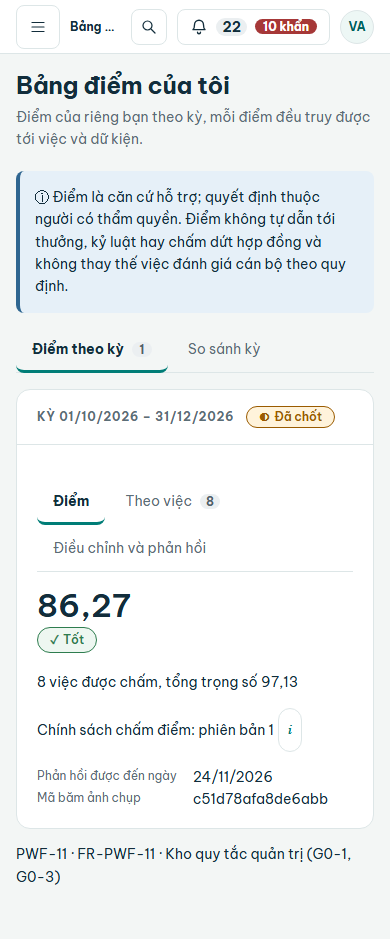 Bảng ...
22
10 khẩn
VA
Bảng điểm của tôi
Điểm của riêng bạn theo kỳ, mỗi điểm đều truy được
tới việc và dữ kiện.
Điểm là căn cứ hỗ trợ; quyết định thuộc
người có thẩm quyền. Điểm không tự dẫn tới
thưởng, kỷ luật hay chấm dứt hợp đồng và
không thay thế việc đánh giá cán bộ theo quy
định.
Điểm theo kỳ 1
So sánh kỳ
KỲ 01/10/2026 – 31/12/2026
Đã chốt
Điểm
Theo việc 8
Điều chỉnh và phản hồi
86,27
✓ Tốt
8 việc được chấm, tổng trọng số 97,13
Chính sách chấm điểm: phiên bản 1 i
Phản hồi được đến ngày 24/11/2026
Mã băm ảnh chụp c51d78afa8de6abb
PWF-11 · FR-PWF-11 · Kho quy tắc quản trị (G0-1,
G0-3)